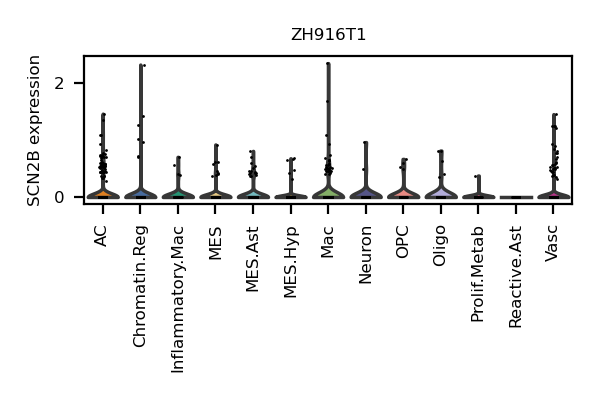 ZH916T1
SCN2B expression
2
0
AC
Chromatin.Reg
Inflammatory.Mac
MES
MES.Ast
MES.Hyp
Mac
Neuron
OPC
Oligo
Prolif.Metab
Reactive.Ast
Vasc